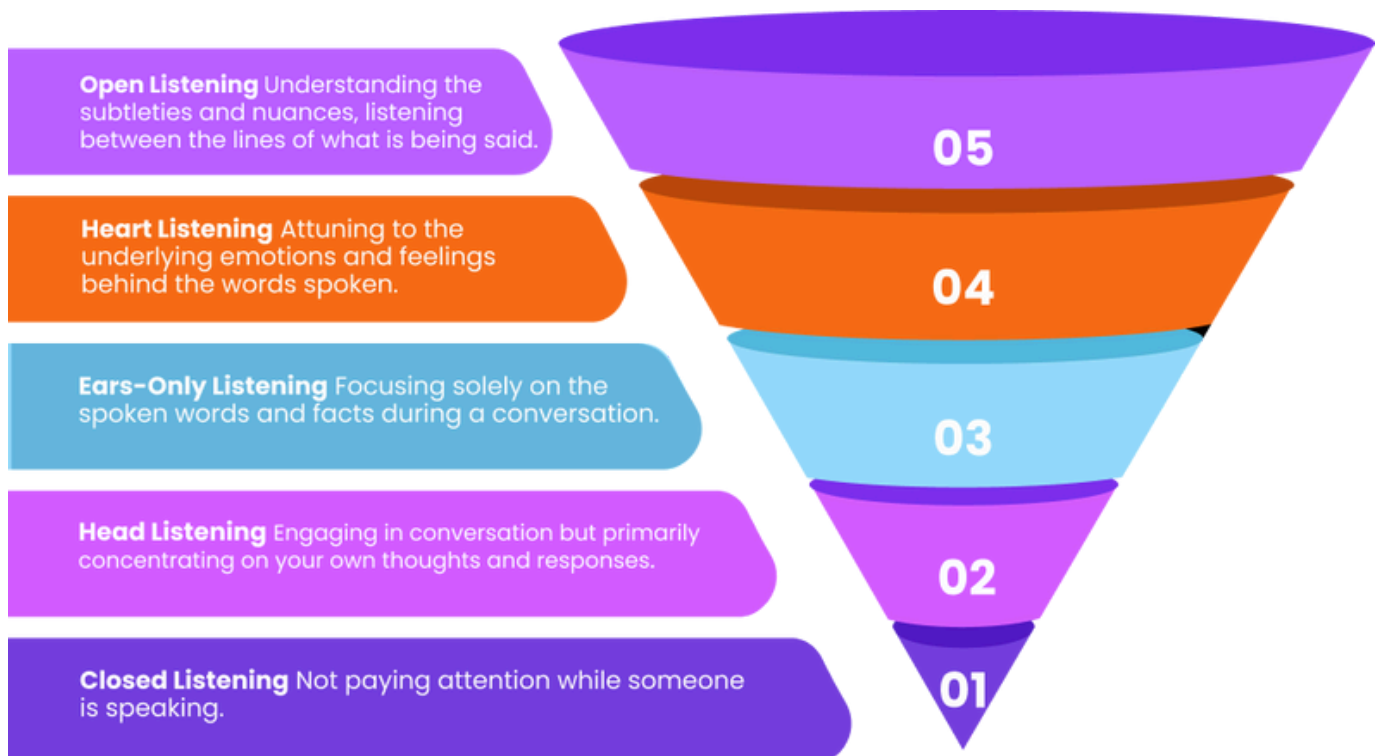 Open Listening Understanding the
subtleties and nuances, listening
between the lines of what is being said.
05
Heart Listening Attuning to the
underlying emotions and feelings
behind the words spoken.
04
Ears-Only Listening Focusing solely on the
spoken words and facts during a conversation.
03
Head Listening Engaging in conversation but primarily
concentrating on your own thoughts and responses.
02
Closed Listening Not paying attention while someone
is speaking.
01